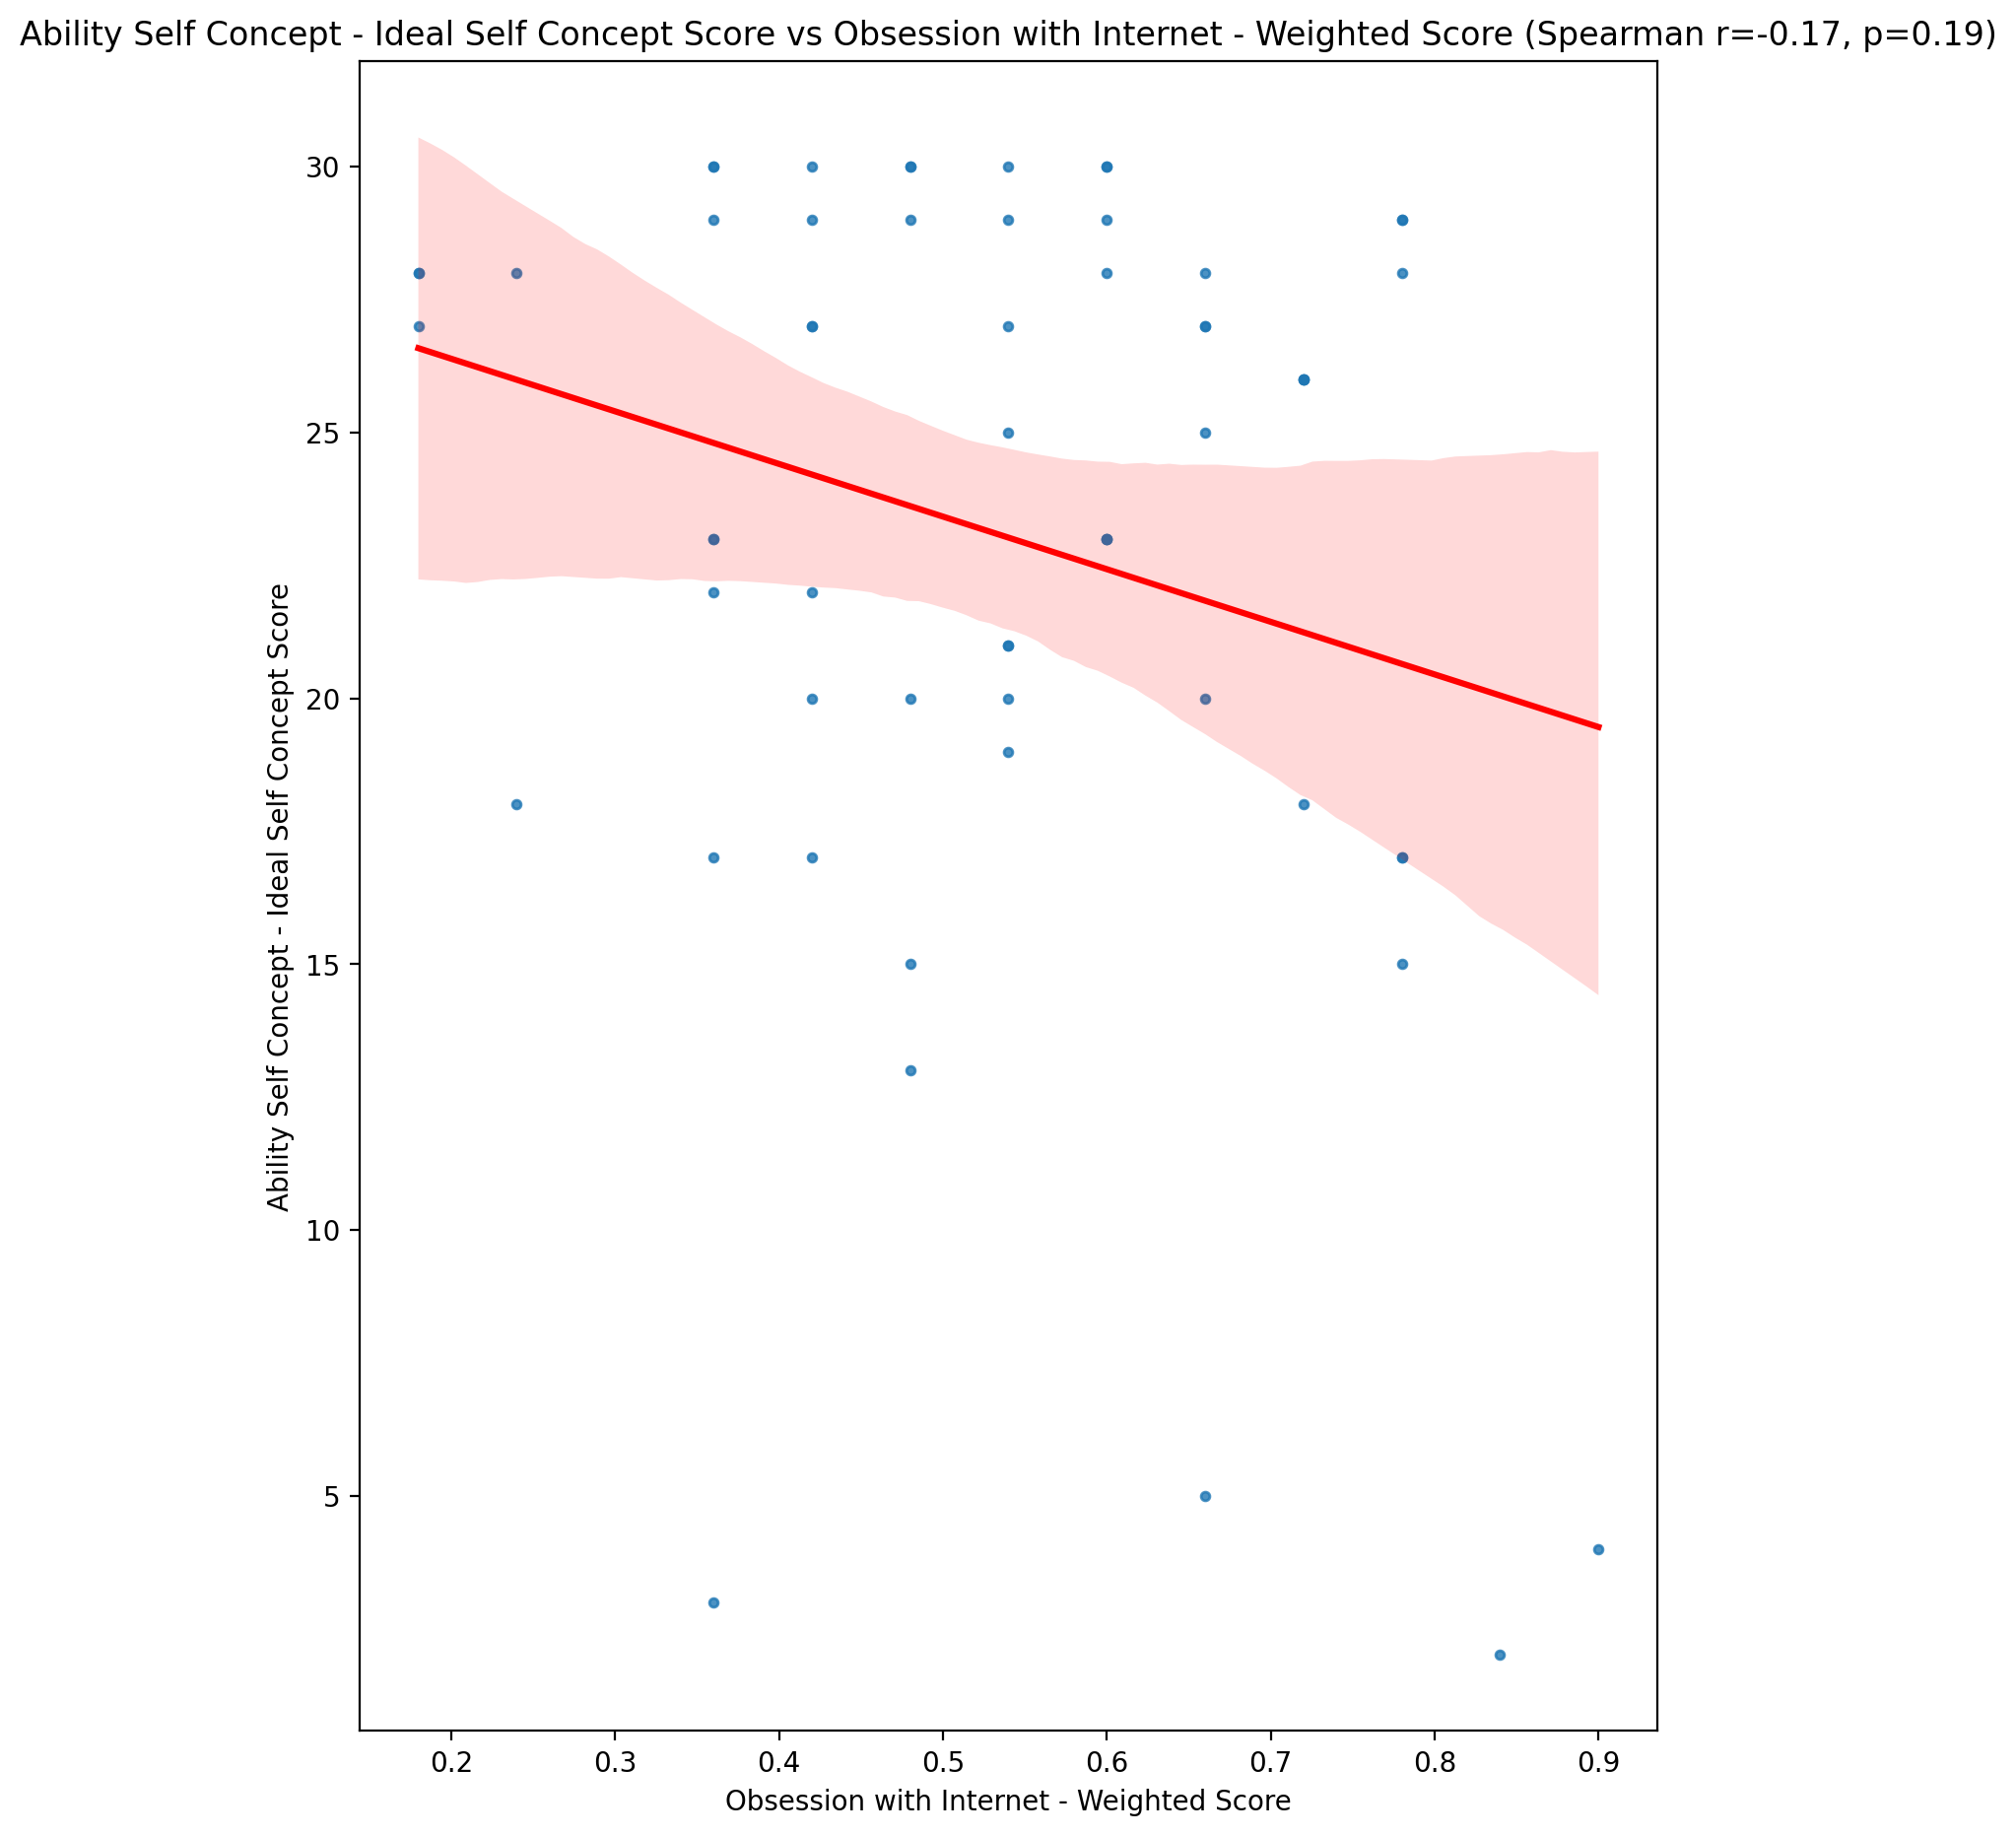 Ability Self Concept - Ideal Self Concept Score vs Obsession with Internet - Weighted Score (Spearman r=-0.17, p=0.19)
Ability Self Concept - Ideal Self Concept Score
30
25
20
15
10
5
0.2 0.3 0.4 0.5 0.6 0.7 0.8 0.9
Obsession with Internet - Weighted Score